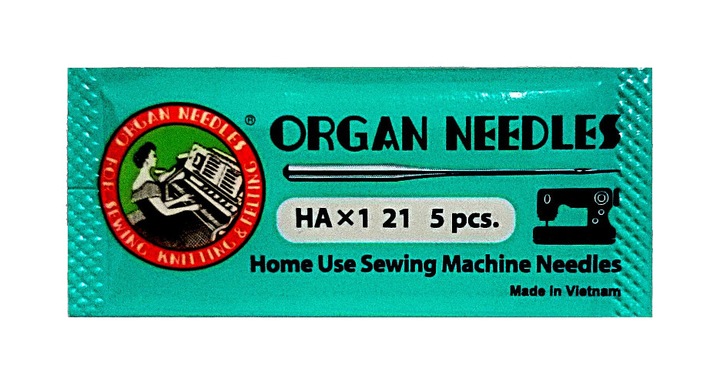 ORGAN NEEDLES
FOR SEWING KNITTING & FELTING
®
ORGAN NEEDLES
HA×1 21 5 pcs.
Home Use Sewing Machine Needles
Made in Vietnam